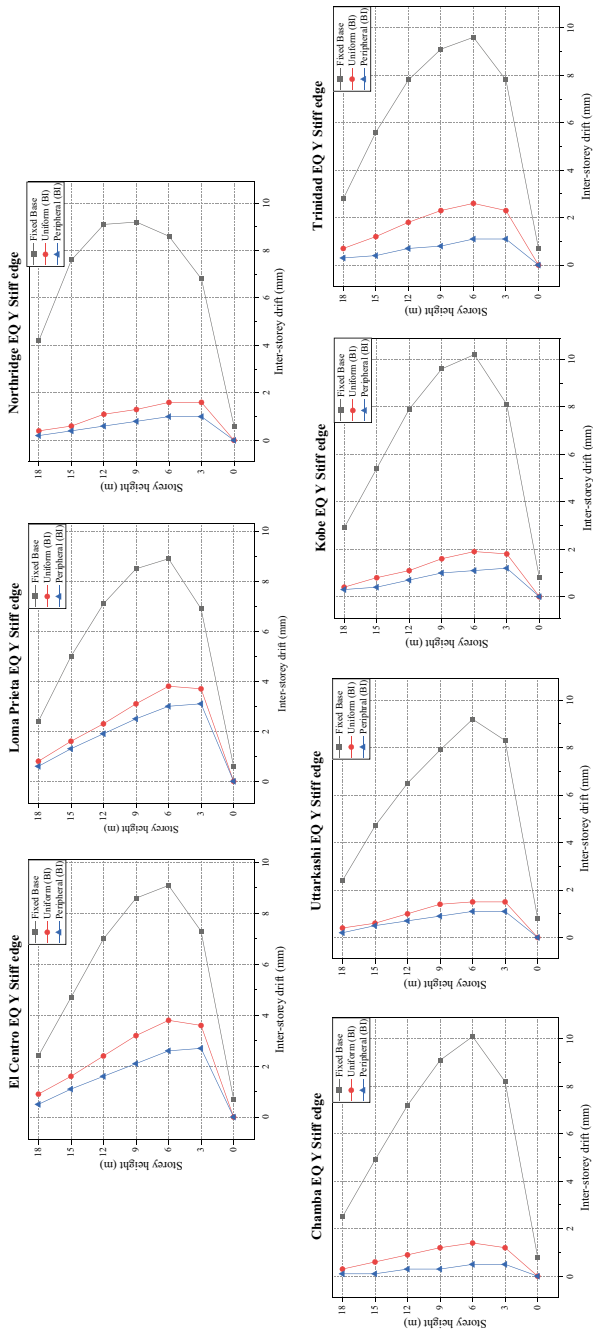 El Centro EQ Y Stiff edge
Fixed Base
Uniform (BI)
Peripheral (BI)
Storey height (m)
18
15
12
9
6
3
0
0 2 4 6 8 10
Inter-storey drift (mm)
Loma Prieta EQ Y Stiff edge
Fixed Base
Uniform (BI)
Peripheral (BI)
Storey height (m)
18
15
12
9
6
3
0
0 2 4 6 8 10
Inter-storey drift (mm)
Northridge EQ Y Stiff edge
Fixed Base
Uniform (BI)
Peripheral (BI)
Storey height (m)
18
15
12
9
6
3
0
0 2 4 6 8 10
Inter-storey drift (mm)
Chamba EQ Y Stiff edge
Fixed Base
Uniform (BI)
Peripheral (BI)
Storey height (m)
18
15
12
9
6
3
0
0 2 4 6 8 10
Inter-storey drift (mm)
Uttarkashi EQ Y Stiff edge
Fixed Base
Uniform (BI)
Periphral (BI)
Storey height (m)
18
15
12
9
6
3
0
0 2 4 6 8 10
Inter-storey drift (mm)
Kobe EQ Y Stiff edge
Fixed Base
Uniform (BI)
Peripheral (BI)
Storey height (m)
18
15
12
9
6
3
0
0 2 4 6 8 10
Inter-storey drift (mm)
Trinidad EQ Y Stiff edge
Fixed Base
Uniform (BI)
Peripheral (BI)
Storey height (m)
18
15
12
9
6
3
0
0 2 4 6 8 10
Inter-storey drift (mm)